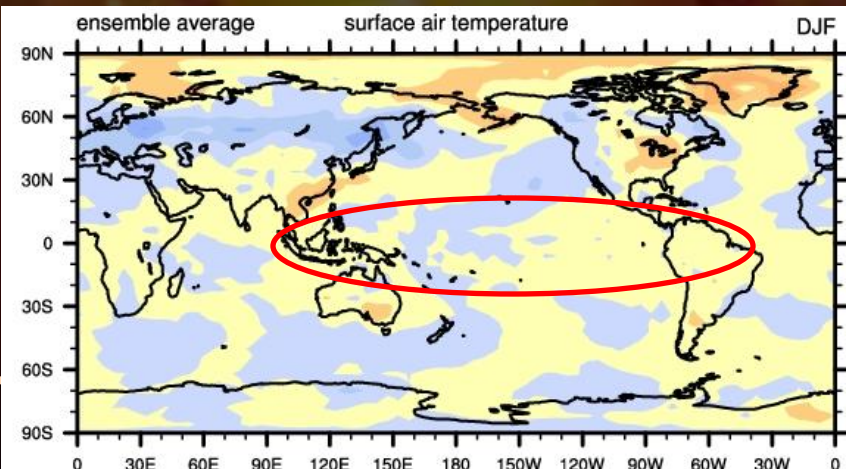 ensemble average surface air temperature DJF
90N
60N
30N
0
30S
60S
90S
0 30E 60E 90E 120E 150E 180 150W 120W 90W 60W 30W 0